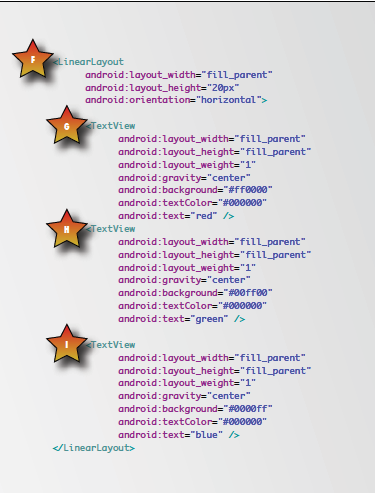 F
<LinearLayout
android:layout_width="fill_parent"
android:layout_height="20px"
android:orientation="horizontal">
G
<TextView
android:layout_width="fill_parent"
android:layout_height="fill_parent"
android:layout_weight="1"
android:gravity="center"
android:background="#ff0000"
android:textColor="#000000"
android:text="red" />
H
<TextView
android:layout_width="fill_parent"
android:layout_height="fill_parent"
android:layout_weight="1"
android:gravity="center"
android:background="#00ff00"
android:textColor="#000000"
android:text="green" />
I
<TextView
android:layout_width="fill_parent"
android:layout_height="fill_parent"
android:layout_weight="1"
android:gravity="center"
android:background="#0000ff"
android:textColor="#000000"
android:text="blue" />
</LinearLayout>